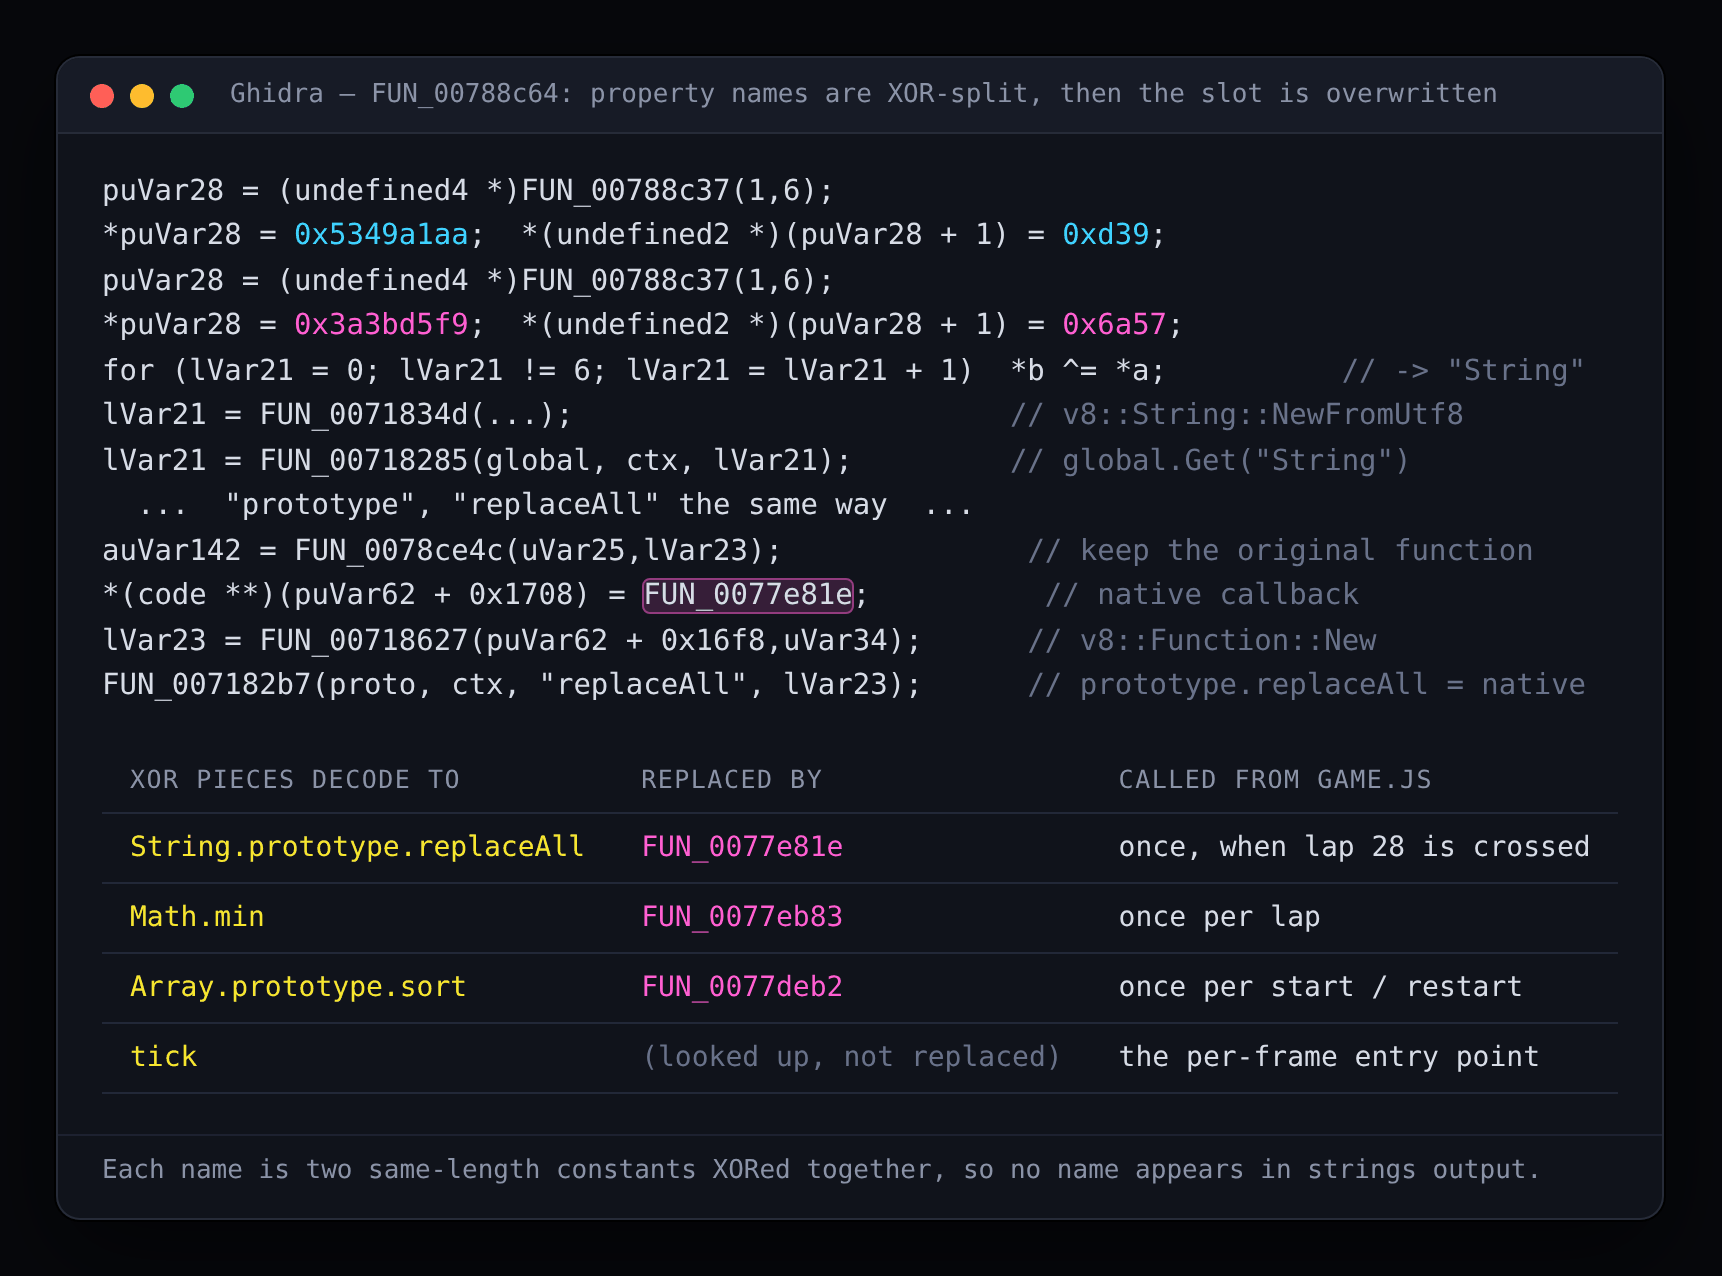 Ghidra — FUN_00788c64: property names are XOR-split, then the slot is overwritten
puVar28 = (undefined4 *)FUN_00788c37(1,6);
*puVar28 = 0x5349a1aa;  *(undefined2 *)(puVar28 + 1) = 0xd39;
puVar28 = (undefined4 *)FUN_00788c37(1,6);
*puVar28 = 0x3a3bd5f9;  *(undefined2 *)(puVar28 + 1) = 0x6a57;
for (lVar21 = 0; lVar21 != 6; lVar21 = lVar21 + 1)  *b ^= *a;          // -> "String"
lVar21 = FUN_0071834d(...);                         // v8::String::NewFromUtf8
lVar21 = FUN_00718285(global, ctx, lVar21);         // global.Get("String")
  ...  "prototype", "replaceAll" the same way  ...
auVar142 = FUN_0078ce4c(uVar25,lVar23);              // keep the original function
*(code **)(puVar62 + 0x1708) = FUN_0077e81e;          // native callback
lVar23 = FUN_00718627(puVar62 + 0x16f8,uVar34);      // v8::Function::New
FUN_007182b7(proto, ctx, "replaceAll", lVar23);      // prototype.replaceAll = native
XOR PIECES DECODE TO REPLACED BY CALLED FROM GAME.JS
String.prototype.replaceAll FUN_0077e81e once, when lap 28 is crossed
Math.min FUN_0077eb83 once per lap
Array.prototype.sort FUN_0077deb2 once per start / restart
tick (looked up, not replaced) the per-frame entry point
Each name is two same-length constants XORed together, so no name appears in strings output.